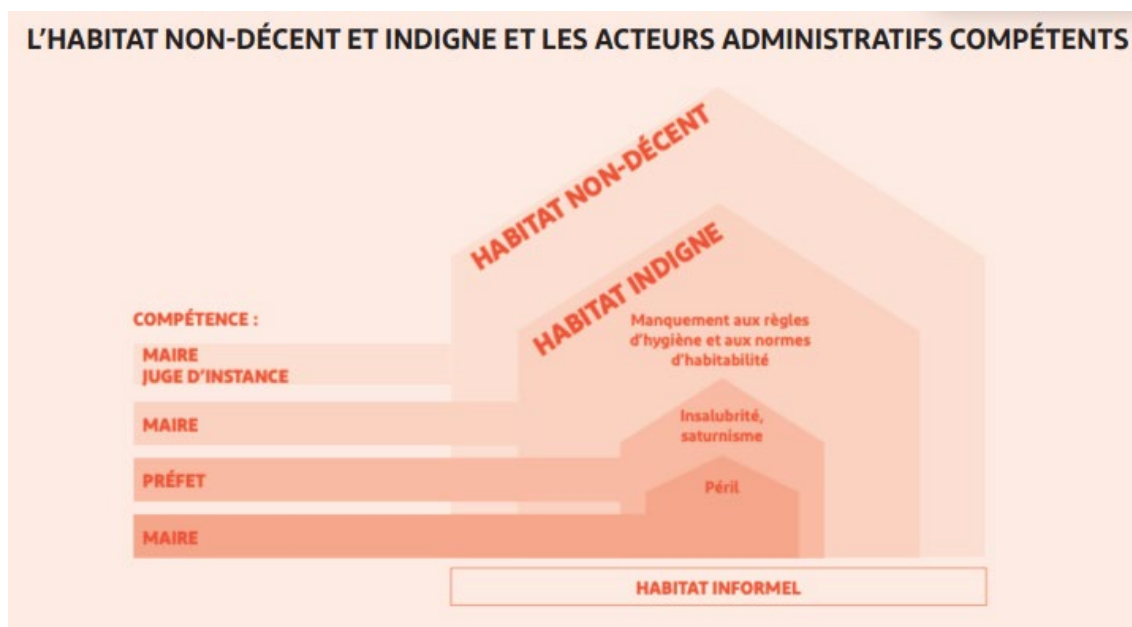 L'HABITAT NON-DÉCENT ET INDIGNE ET LES ACTEURS ADMINISTRATIFS COMPÉTENTS
HABITAT NON-DÉCENT
HABITAT INDIGNE
Manquement aux règles
d'hygiène et aux normes
d'habitabilité
Insalubrité,
saturnisme
Péril
COMPÉTENCE :
MAIRE
JUGE D'INSTANCE
MAIRE
PRÉFET
MAIRE
HABITAT INFORMEL